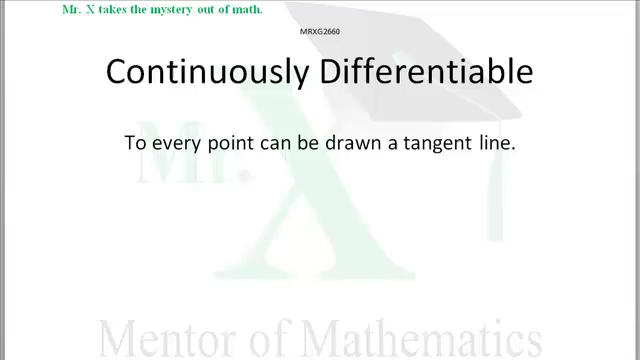 Mr. X takes the mystery out of math.
MRXG2660
Continuously Differentiable
To every point can be drawn a tangent line.
Mr.
X
Mentor of Mathematics